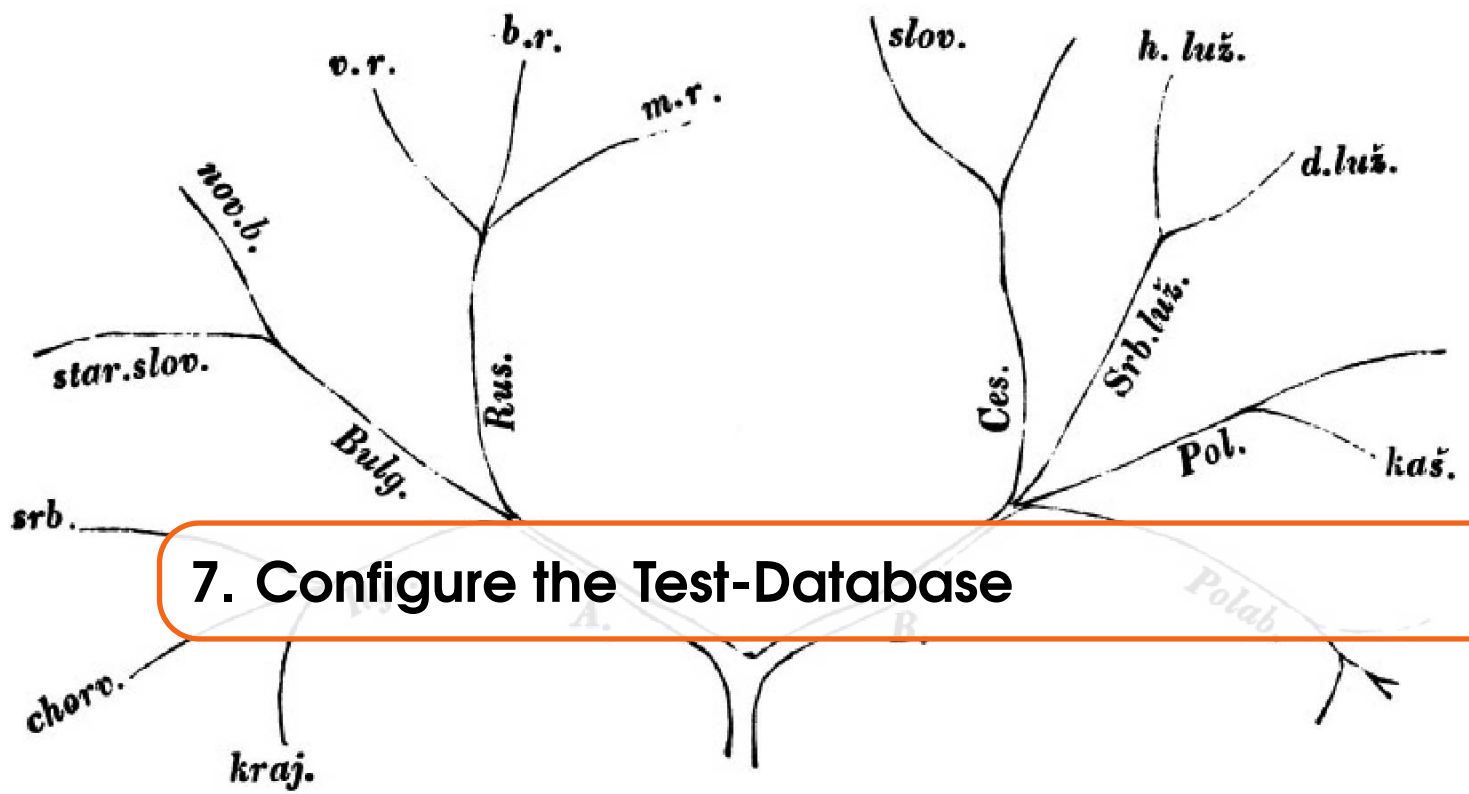 b.r.
v.r.
m.r.
slov.
h. luž.
d.luž.
nov.b.
star.slov.
Rus.
Bulg.
Ces.
Srb.luž.
Pol.
kaš.
srb.
7. Configure the Test-Database
A.
B.
Polab.
chorv.
kraj.